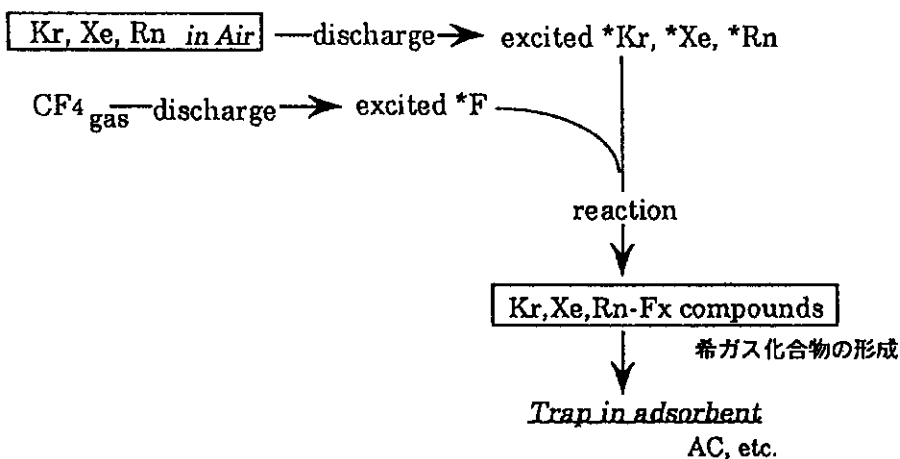 Kr, Xe, Rn in Air discharge excited *Kr, *Xe, *Rn
CF4 gas discharge excited *F
reaction
Kr,Xe,Rn-Fx compounds
希ガス化合物の形成
Trap in adsorbent
AC, etc.